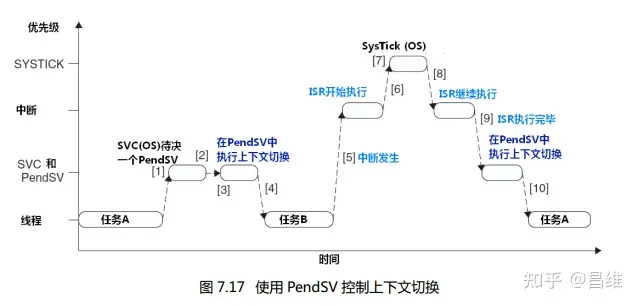 优先级
SysTick (OS)
SYSTICK
[7]
[8]
ISR开始执行
[6]
ISR继续执行
中断
[9] ISR执行完毕
SVC(OS)待决
一个PendSV
[2]
在PendSV中
执行上下文切换
[5] 中断发生
在PendSV中
执行上下文切换
SVC 和
PendSV
[1]
[3]
[4]
[10]
线程
任务A
任务B
任务A
时间
图 7.17 使用 PendSV 控制上下文切换
知乎 @昌维